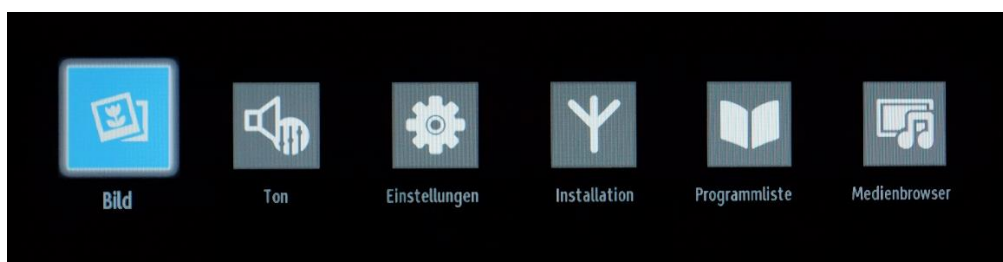 Bild
Ton
Einstellungen
Installation
Programmliste
Medienbrowser